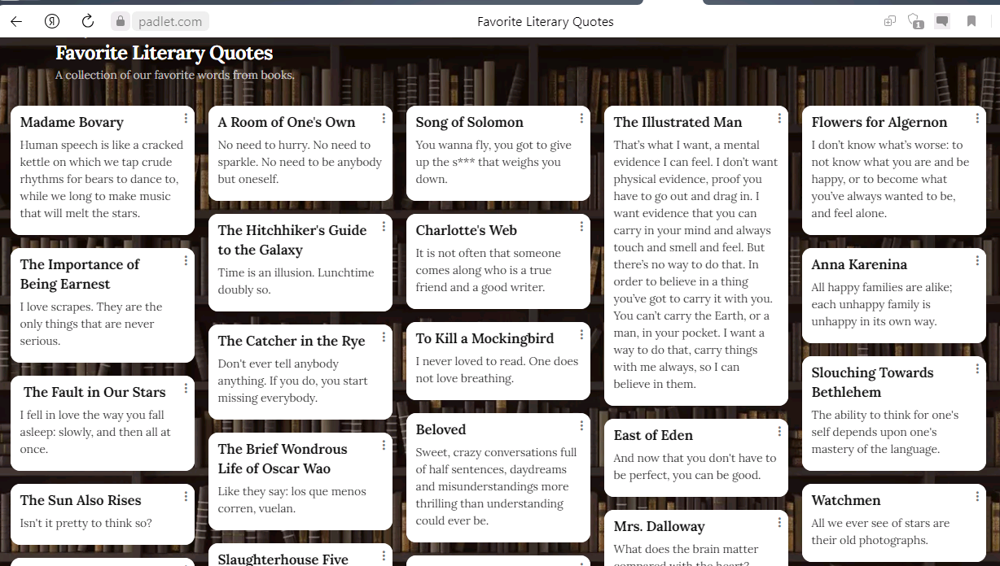 padlet.com
Favorite Literary Quotes
1
Favorite Literary Quotes
A collection of our favorite words from books.
Madame Bovary
Human speech is like a cracked
kettle on which we tap crude
rhythms for bears to dance to,
while we long to make music
that will melt the stars.
The Importance of
Being Earnest
I love scrapes. They are the
only things that are never
serious.
The Fault in Our Stars
I fell in love the way you fall
asleep: slowly, and then all at
once.
The Sun Also Rises
Isn't it pretty to think so?
A Room of One's Own
No need to hurry. No need to
sparkle. No need to be anybody
but oneself.
The Hitchhiker's Guide
to the Galaxy
Time is an illusion. Lunchtime
doubly so.
The Catcher in the Rye
Don't ever tell anybody
anything. If you do, you start
missing everybody.
The Brief Wondrous
Life of Oscar Wao
Like they say: los que menos
corren, vuelan.
Slaughterhouse Five
Song of Solomon
You wanna fly, you got to give
up the s*** that weighs you
down.
Charlotte's Web
It is not often that someone
comes along who is a true
friend and a good writer.
To Kill a Mockingbird
I never loved to read. One does
not love breathing.
Beloved
Sweet, crazy conversations full
of half sentences, daydreams
and misunderstandings more
thrilling than understanding
could ever be.
The Illustrated Man
That's what I want, a mental
evidence I can feel. I don't want
physical evidence, proof you
have to go out and drag in. I
want evidence that you can
carry in your mind and always
touch and smell and feel. But
there's no way to do that. In
order to believe in a thing
you've got to carry it with you.
You can't carry the Earth, or a
man, in your pocket. I want a
way to do that, carry things
with me always, so I can
believe in them.
East of Eden
And now that you don't have to
be perfect, you can be good.
Mrs. Dalloway
What does the brain matter
compared with the heart?
Flowers for Algernon
I don't know what's worse: to
not know what you are and be
happy, or to become what
you've always wanted to be,
and feel alone.
Anna Karenina
All happy families are alike;
each unhappy family is
unhappy in its own way.
Slouching Towards
Bethlehem
The ability to think for one's
self depends upon one's
mastery of the language.
Watchmen
All we ever see of stars are
their old photographs.